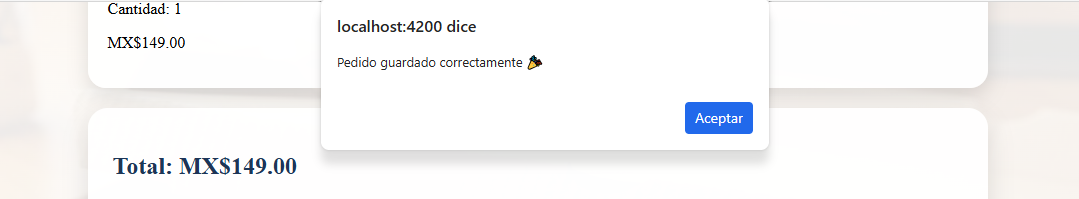 Cantidad: 1
MX$149.00
localhost:4200 dice
Pedido guardado correctamente 🎉
Aceptar
Total: MX$149.00